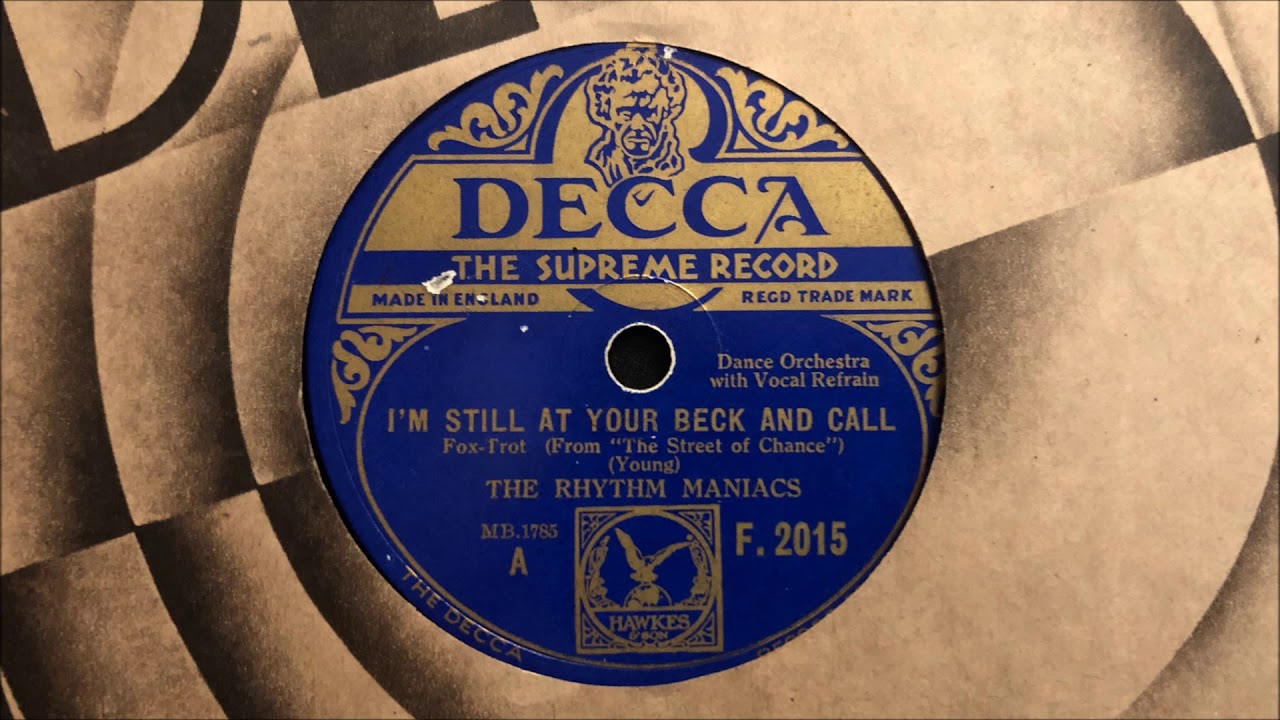 DE
DECCA
THE SUPREME RECORD
MADE IN ENGLAND REGD TRADE MARK
Dance Orchestra
with Vocal Refrain
I'M STILL AT YOUR BECK AND CALL
Fox-Trot (From "The Street of Chance")
(Young)
THE RHYTHM MANIACS
MB.1785
A
F. 2015
HAWKES
& SON
THE DECCA